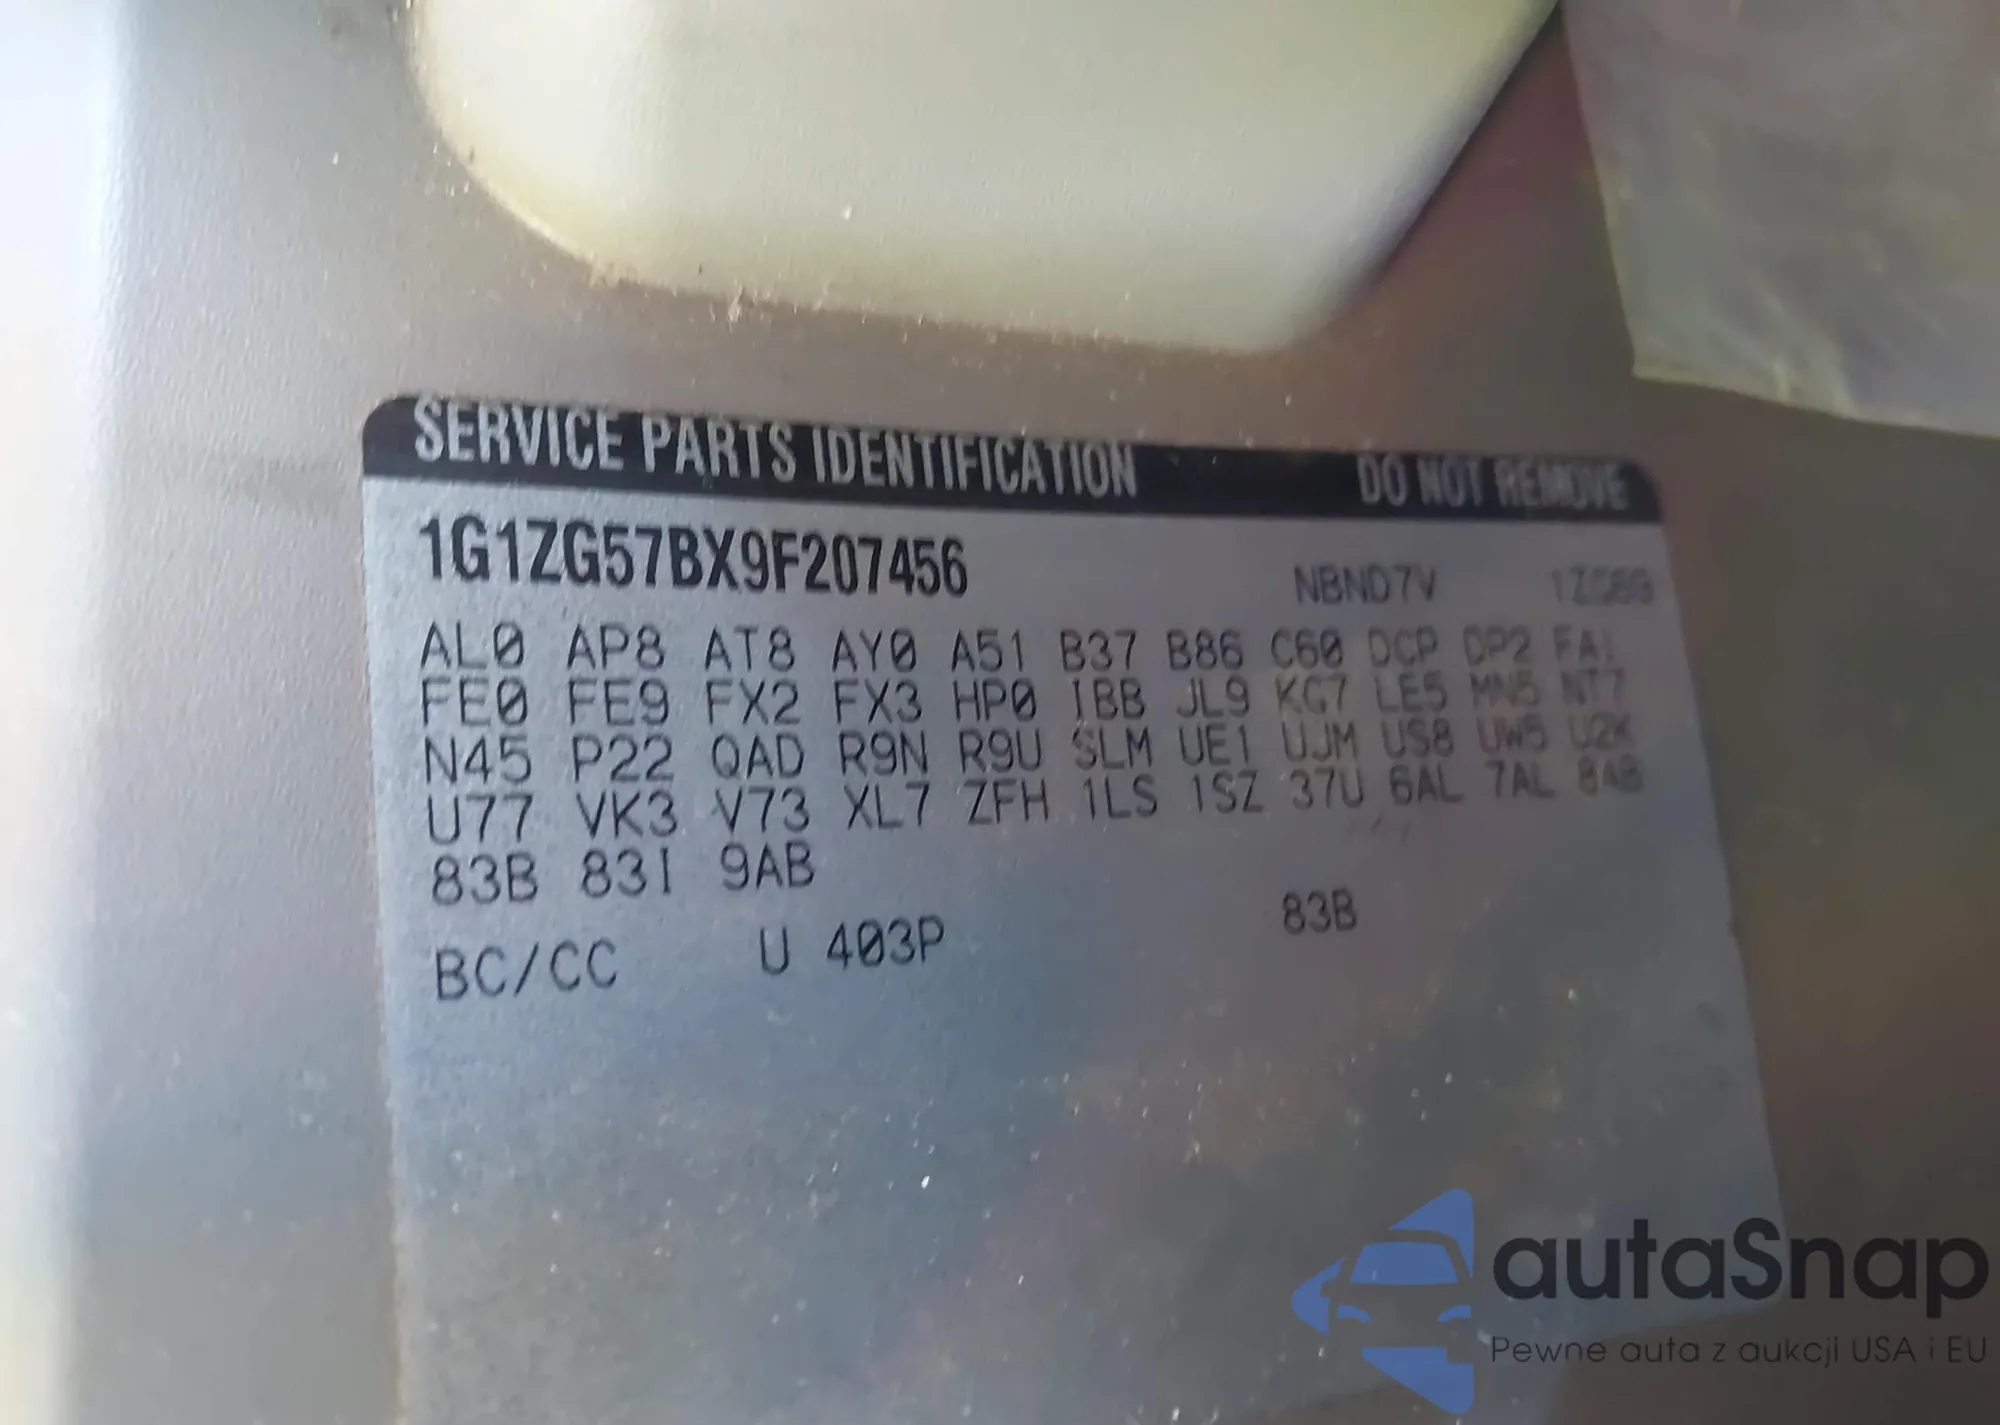 SERVICE PARTS IDENTIFICATION DO NOT REMOVE
1G1ZG57BX9F207456
NBND7V 1ZG69
AL0 AP8 AT8 AY0 A51 B37 B86 C60 DCP DP2 FA1
FE0 FE9 FX2 FX3 HP0 IBB JL9 KG7 LE5 MN5 NT7
N45 P22 QAD R9N R9U SLM UE1 UJM US8 UW5 U2K
U77 VK3 V73 XL7 ZFH 1LS 1SZ 37U 6AL 7AL 8AB
83B 83I 9AB
BC/CC U 403P 83B
autaSnap
Pewne auta z aukcji USA i EU